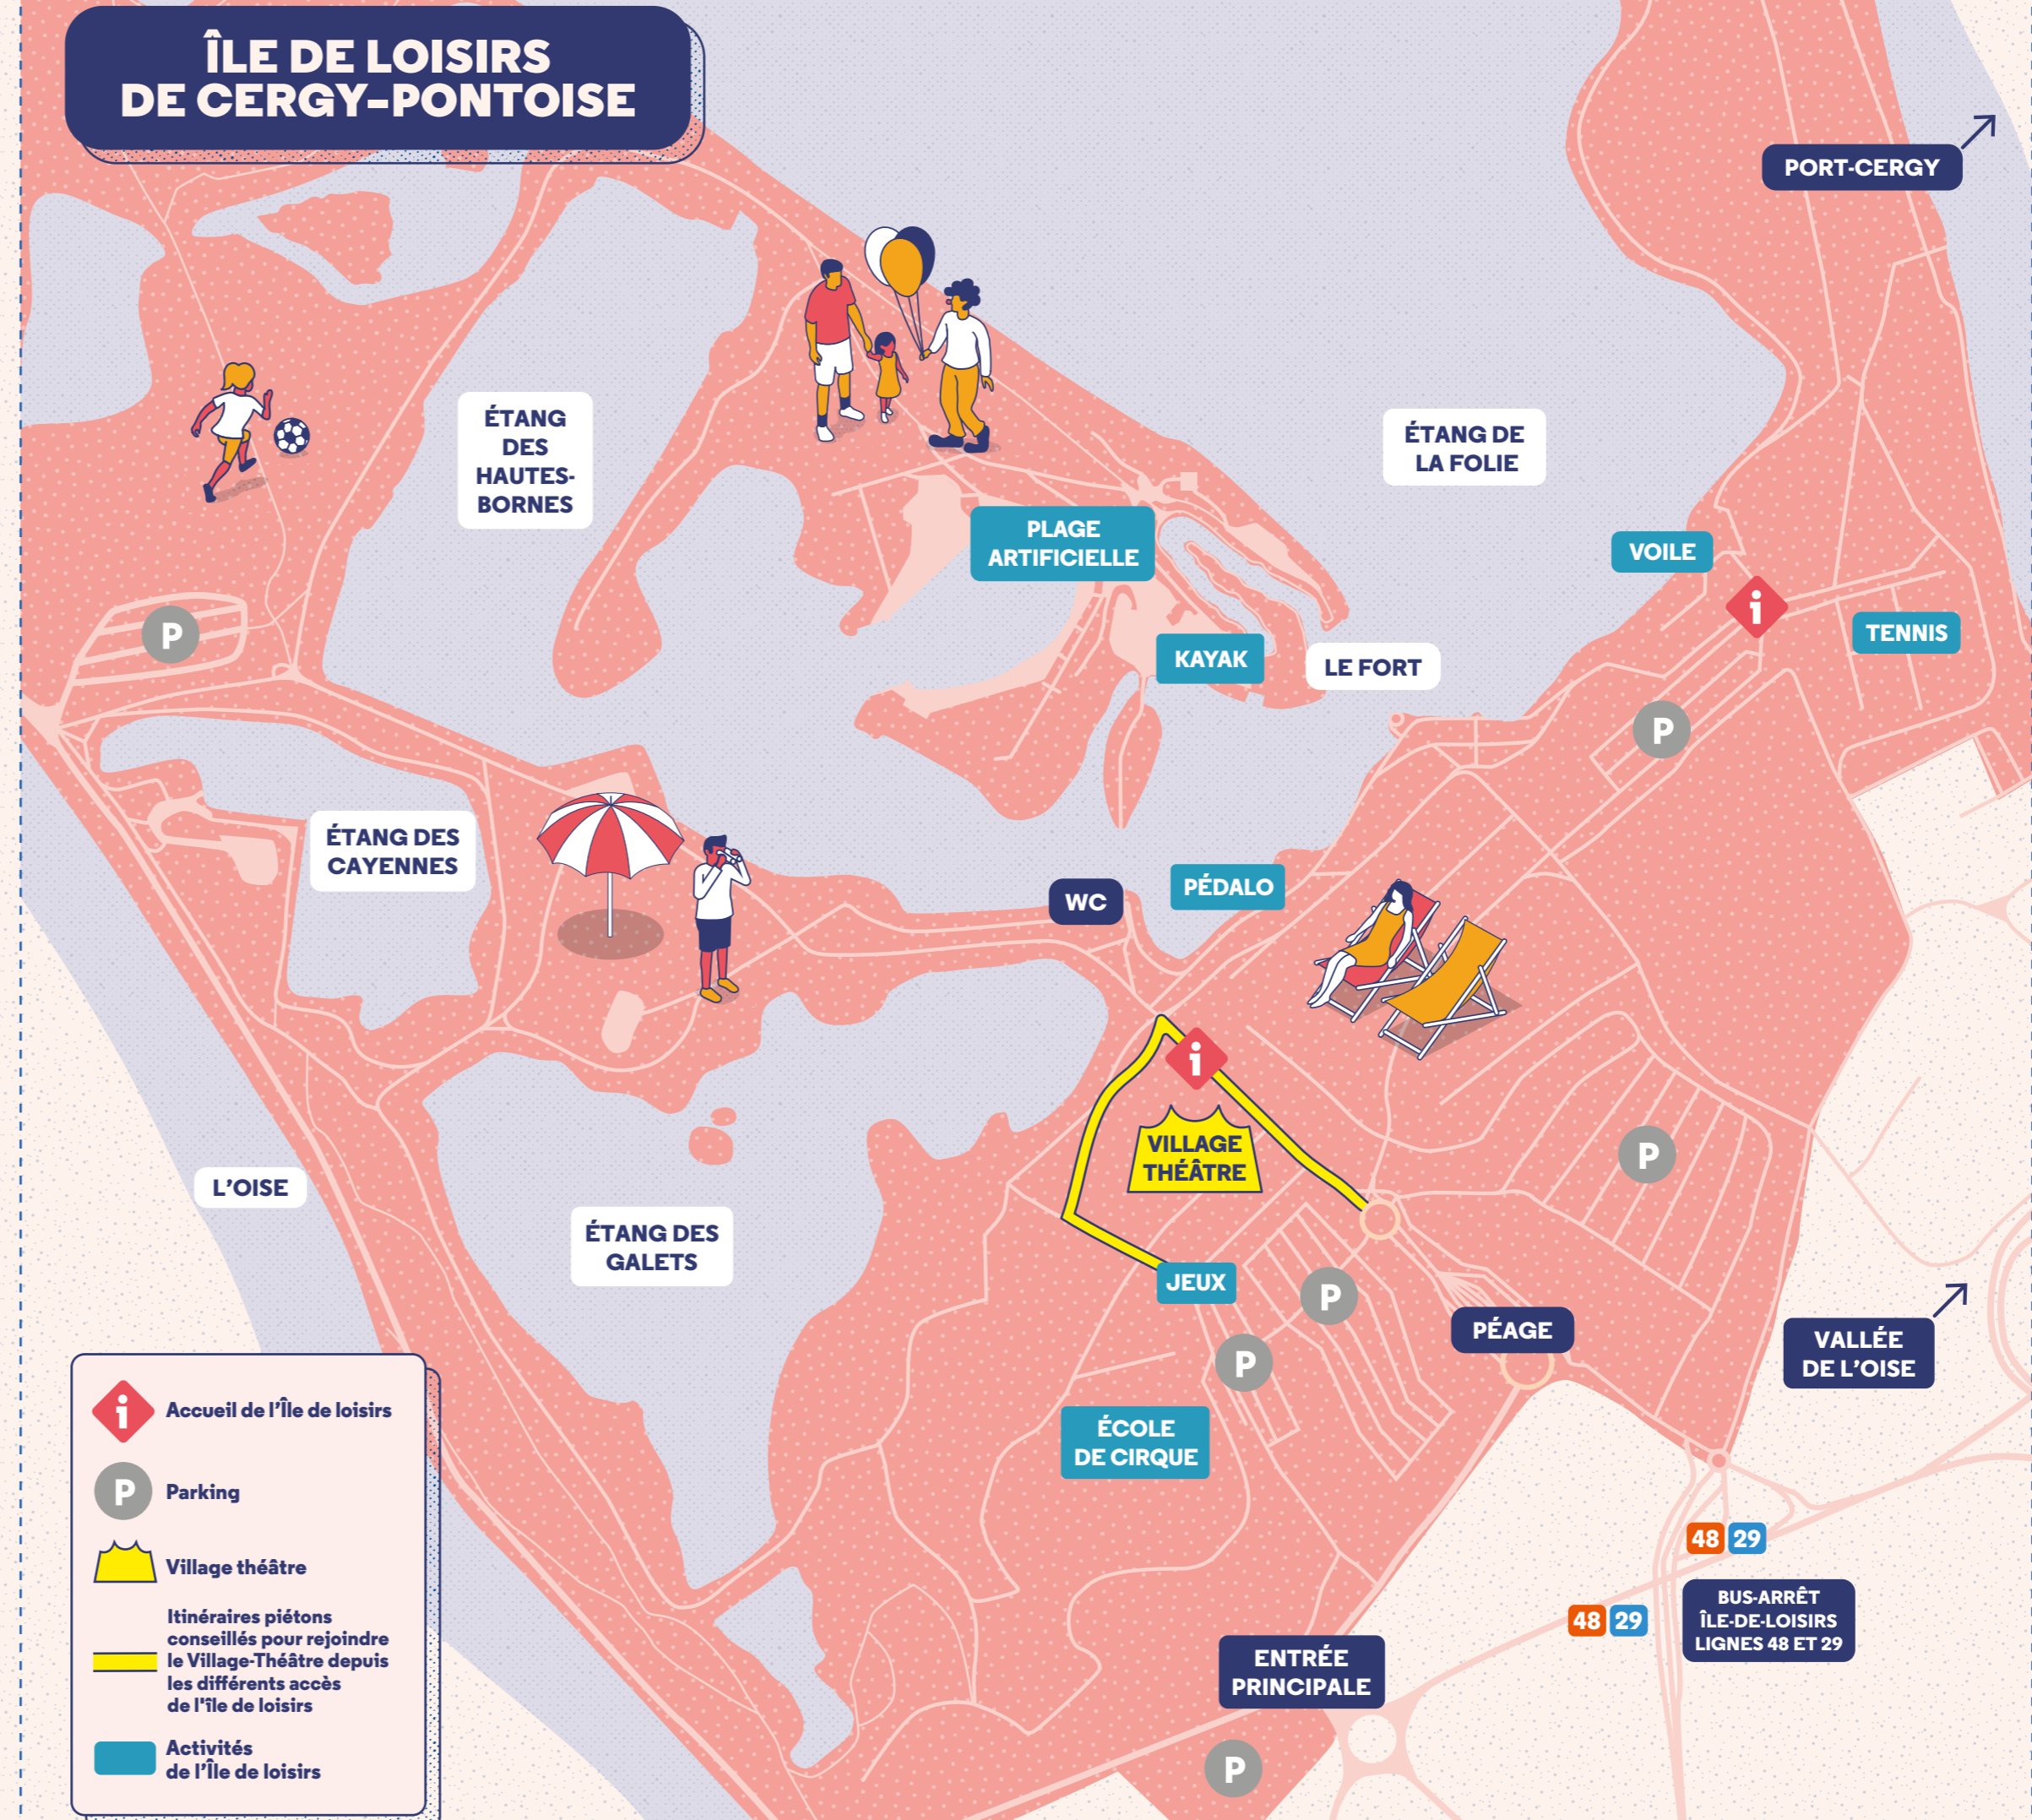 ÎLE DE LOISIRS
DE CERGY-PONTOISE
PORT-CERGY
ÉTANG
DES
HAUTES-
BORNES
ÉTANG DE
LA FOLIE
PLAGE
ARTIFICIELLE
VOILE
i
TENNIS
P
KAYAK
LE FORT
P
ÉTANG DES
CAYENNES
WC
PÉDALO
i
VILLAGE
THÉÂTRE
P
L'OISE
ÉTANG DES
GALETS
JEUX
P
PÉAGE
P
VALLÉE
DE L'OISE
ÉCOLE
DE CIRQUE
48 29
48 29
BUS-ARRÊT
ÎLE-DE-LOISIRS
LIGNES 48 ET 29
ENTRÉE
PRINCIPALE
P
i Accueil de l'Île de loisirs
P Parking
Village théâtre
Itinéraires piétons
conseillés pour rejoindre
le Village-Théâtre depuis
les différents accès
de l'île de loisirs
Activités
de l'Île de loisirs